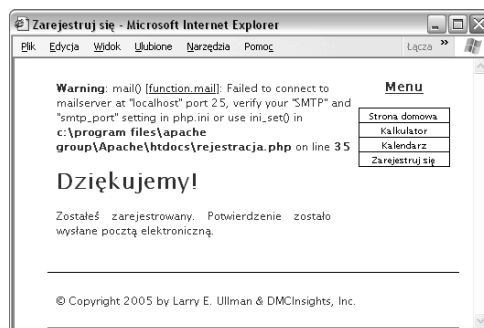 Zarejestruj się - Microsoft Internet Explorer
Plik Edycja Widok Ulubione Narzędzia Pomoc Łącza »
Warning: mail() [function.mail]: Failed to connect to
mailserver at "localhost" port 25, verify your "SMTP" and
"smtp_port" setting in php.ini or use ini_set() in
c:\program files\apache
group\Apache\htdocs\rejestracja.php on line 35
Menu
Strona domowa
Kalkulator
Kalendarz
Zarejestruj się
Dziękujemy!
Zostałeś zarejestrowany. Potwierdzenie zostało
wysłane pocztą elektroniczną.
© Copyright 2005 by Larry E. Ullman & DMCInsights, Inc.